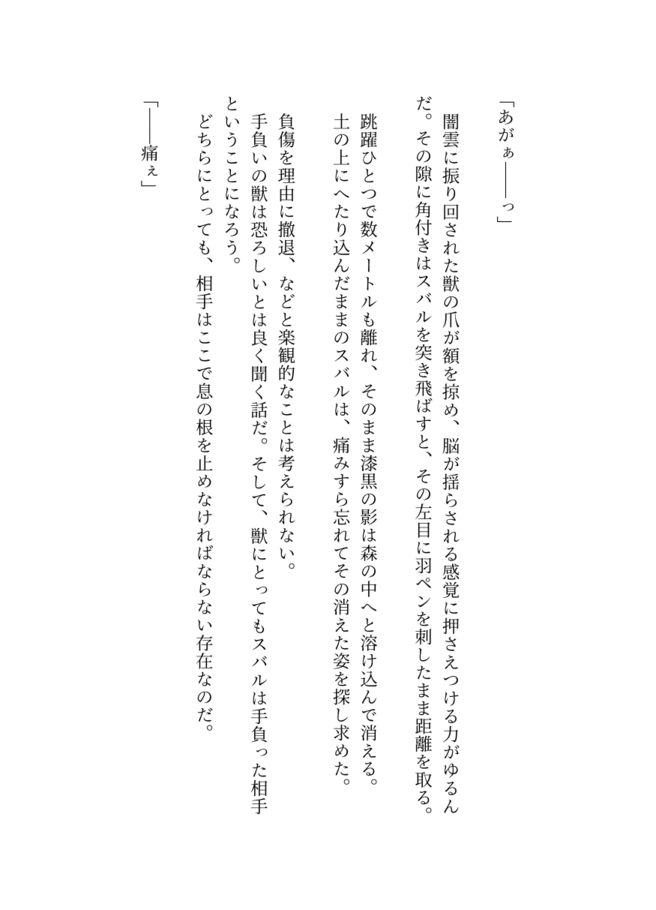 「あがぁ――っ」
闇雲に振り回された獣の爪が額を掠め、脳が揺らされる感覚に押さえつける力がゆるん
だ。その隙に角付きはスバルを突き飛ばすと、その左目に羽ペンを刺したまま距離を取る。
跳躍ひとつで数メートルも離れ、そのまま漆黒の影は森の中へと溶け込んで消える。
土の上にへたり込んだままのスバルは、痛みすら忘れてその消えた姿を探し求めた。
負傷を理由に撤退、などと楽観的なことは考えられない。
手負いの獣は恐ろしいとは良く聞く話だ。そして、獣にとってもスバルは手負った相手
ということになろう。
どちらにとっても、相手はここで息の根を止めなければならない存在なのだ。
「――痛ぇ」